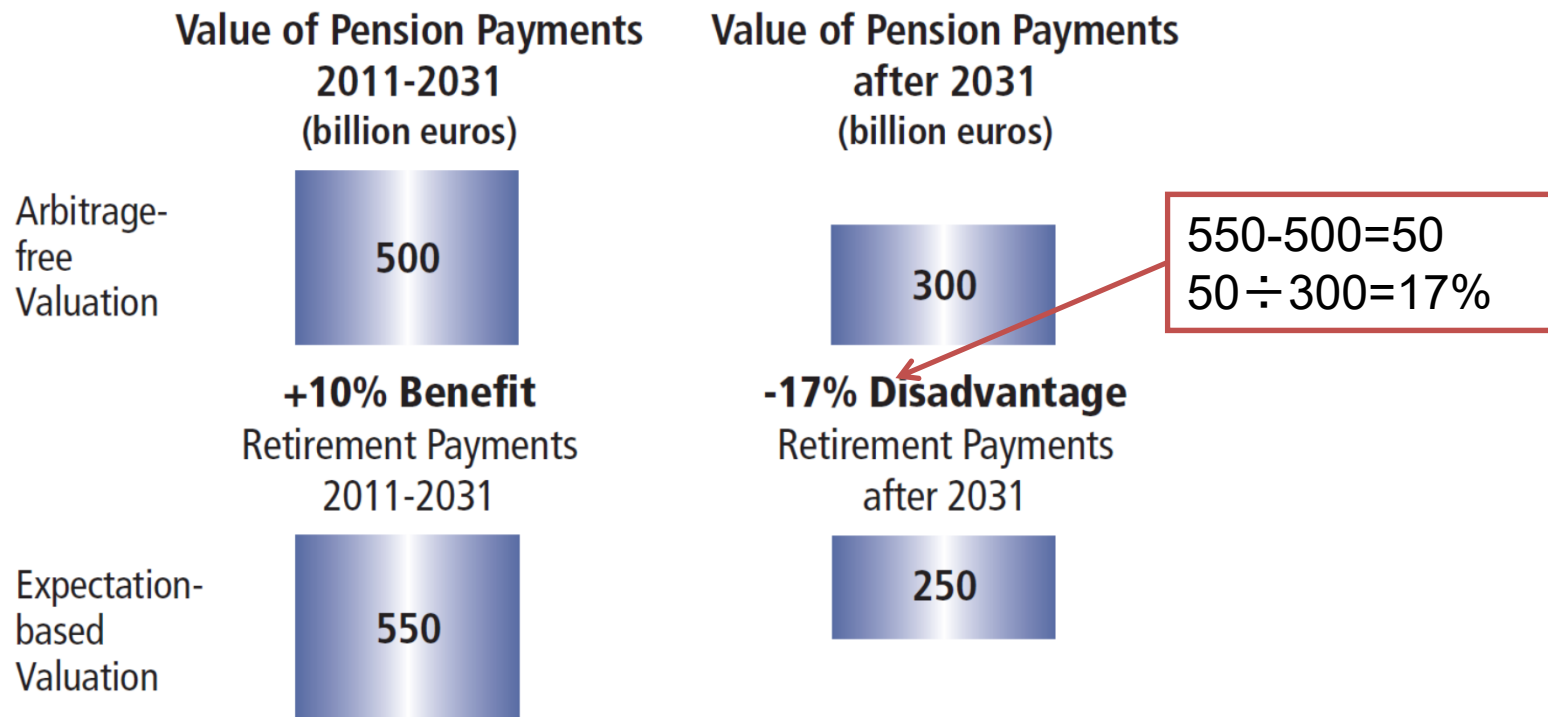 Value of Pension Payments
2011-2031
(billion euros)
Value of Pension Payments
after 2031
(billion euros)
Arbitrage-
free
Valuation
500
300
550-500=50
50÷300=17%
+10% Benefit
Retirement Payments
2011-2031
-17% Disadvantage
Retirement Payments
after 2031
Expectation-
based
Valuation
550
250